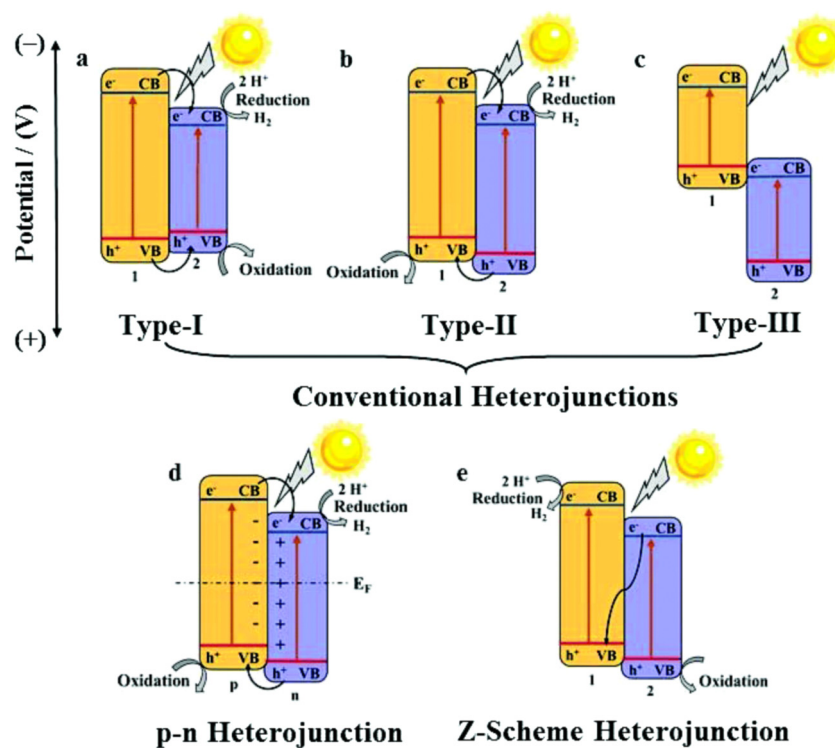 (–)
Potential / (V)
(+)
a
e⁻ CB
h⁺ VB
1
e⁻ CB
h⁺ VB
2
2 H⁺
Reduction
H₂
Oxidation
Type-I
b
e⁻ CB
h⁺ VB
1
e⁻ CB
h⁺ VB
2
2 H⁺
Reduction
H₂
Oxidation
Type-II
c
e⁻ CB
h⁺ VB
1
e⁻ CB
h⁺ VB
2
Type-III
Conventional Heterojunctions
d
e⁻ CB
- +
- +
- +
- +
- +
- +
h⁺ VB
p
e⁻ CB
h⁺ VB
n
2 H⁺
Reduction
H₂
E_F
Oxidation
p-n Heterojunction
e
2 H⁺
Reduction
H₂
e⁻ CB
h⁺ VB
1
e⁻ CB
h⁺ VB
2
Oxidation
Z-Scheme Heterojunction